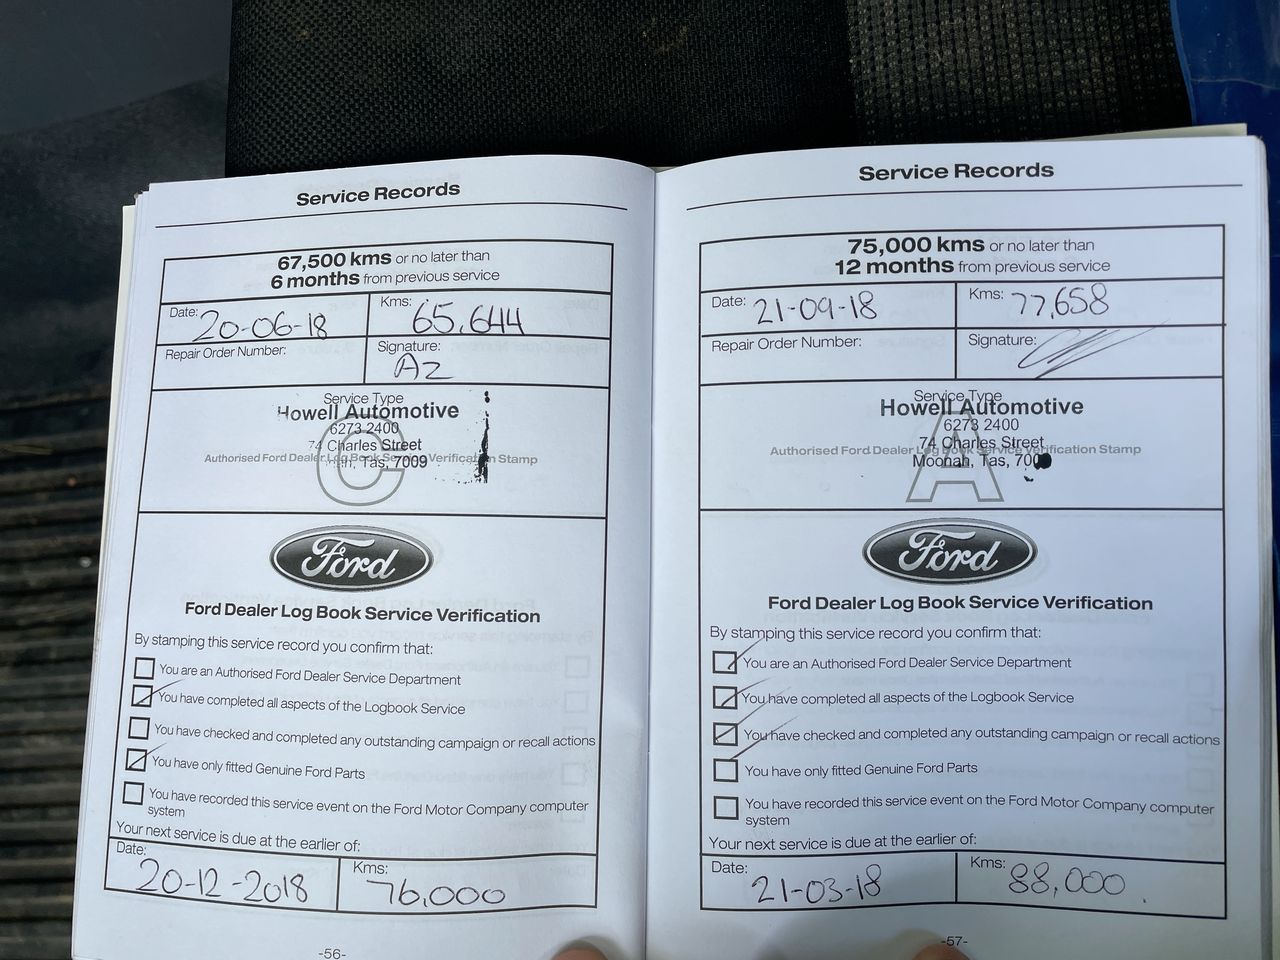 Service Records
67,500 kms or no later than
6 months from previous service
Date: 20-06-18
Kms: 65,644
Repair Order Number:
Signature: AZ
Service Type
Howell Automotive
6273 2400
74 Charles Street
Authorised Ford Dealer Log Book Service Verification Stamp
Tas, 7009
C
Ford
Ford Dealer Log Book Service Verification
By stamping this service record you confirm that:
You are an Authorised Ford Dealer Service Department
You have completed all aspects of the Logbook Service
You have checked and completed any outstanding campaign or recall actions
You have only fitted Genuine Ford Parts
You have recorded this service event on the Ford Motor Company computer
system
Your next service is due at the earlier of:
Date: 20-12-2018
Kms: 76,000
-56-
Service Records
75,000 kms or no later than
12 months from previous service
Date: 21-09-18
Kms: 77,658
Repair Order Number:
Signature:
Service Type
Howell Automotive
6273 2400
74 Charles Street
Authorised Ford Dealer Log Book Service Verification Stamp
Moonah, Tas, 700
A
Ford
Ford Dealer Log Book Service Verification
By stamping this service record you confirm that:
You are an Authorised Ford Dealer Service Department
You have completed all aspects of the Logbook Service
You have checked and completed any outstanding campaign or recall actions
You have only fitted Genuine Ford Parts
You have recorded this service event on the Ford Motor Company computer
system
Your next service is due at the earlier of:
Date: 21-03-18
Kms: 88,000
-57-